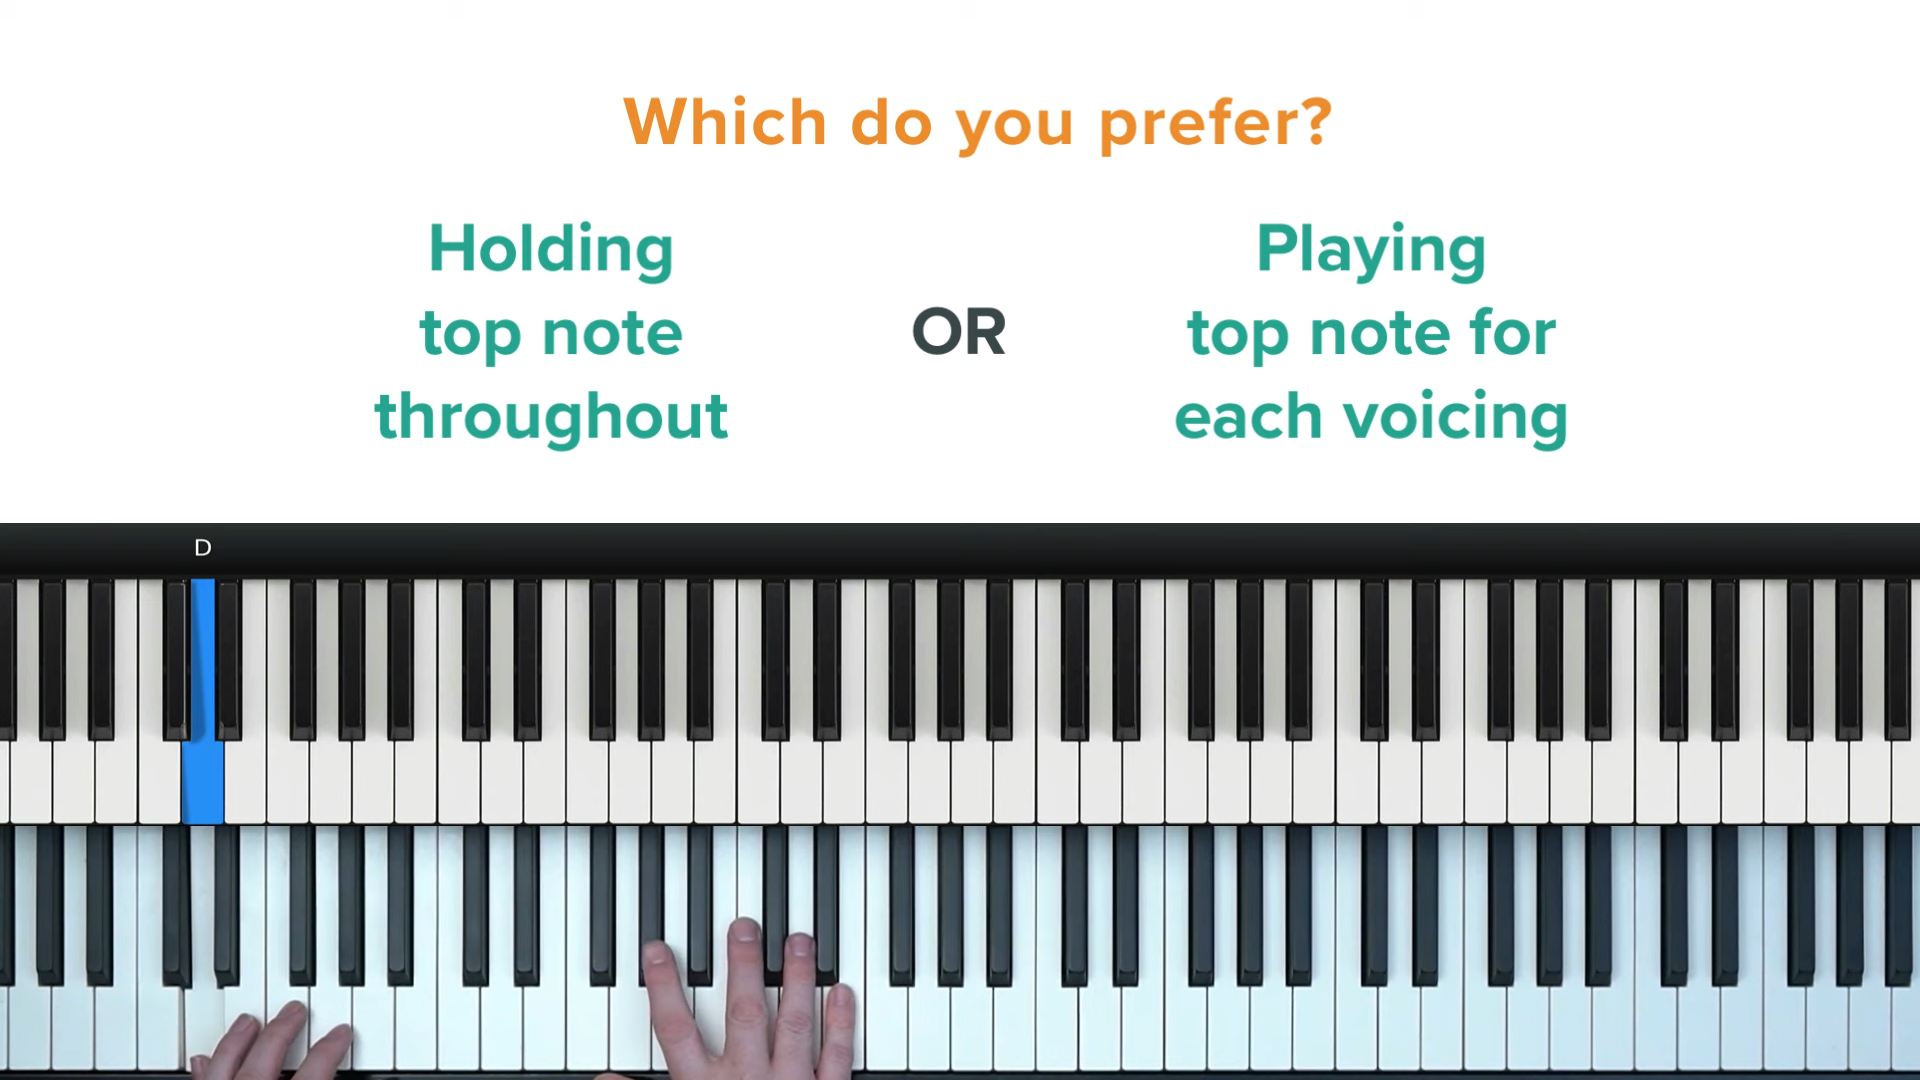 Which do you prefer?
Holding
top note
throughout
OR
Playing
top note for
each voicing
D